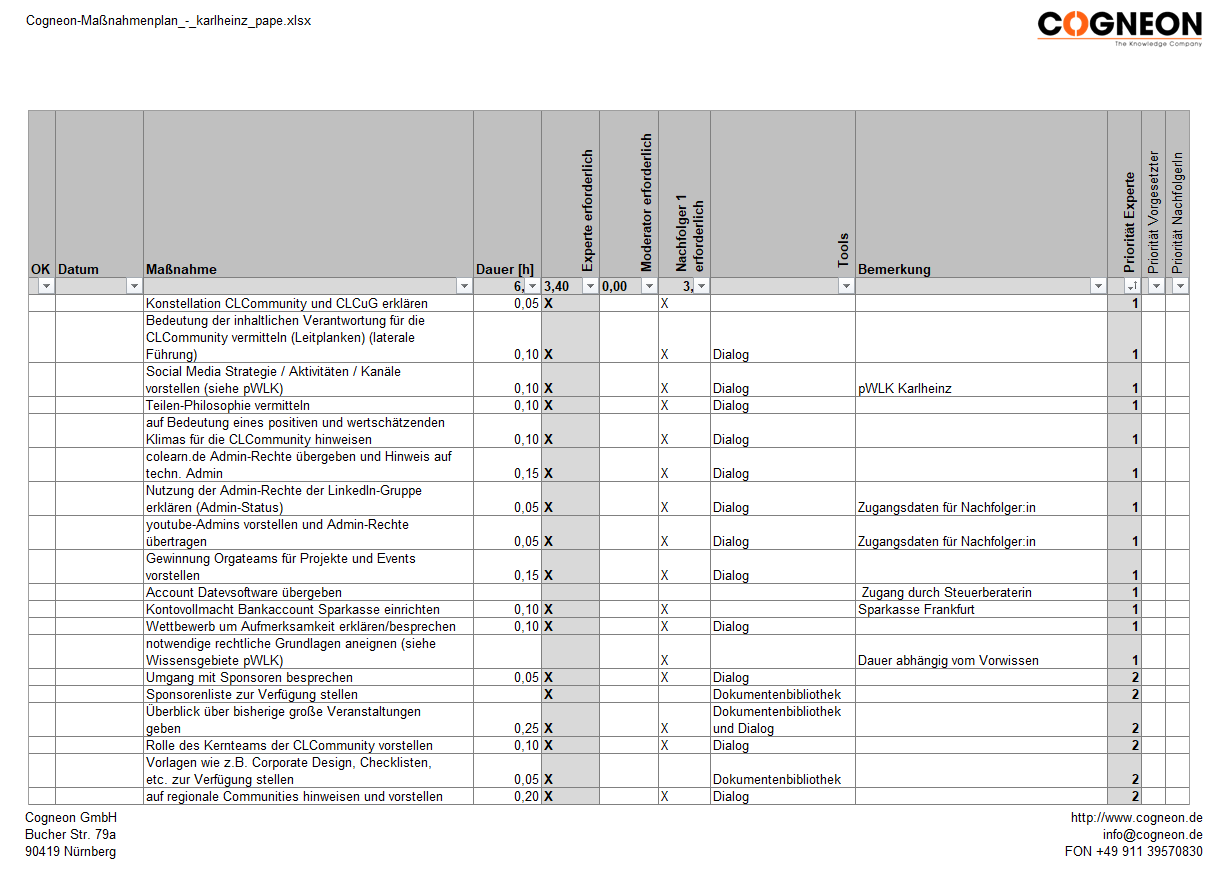 Cogneon-Maßnahmenplan_-_karlheinz_pape.xlsx
COGNEON
The Knowledge Company
OK Datum Maßnahme Dauer [h] Experte erforderlich Moderator erforderlich Nachfolger 1 erforderlich Tools Bemerkung Priorität Experte Priorität Vorgesetzter Priorität NachfolgerIn
6, 3,40 0,00 3,
Konstellation CLCommunity und CLCuG erklären 0,05 X X 1
Bedeutung der inhaltlichen Verantwortung für die
CLCommunity vermitteln (Leitplanken) (laterale
Führung) 0,10 X X Dialog 1
Social Media Strategie / Aktivitäten / Kanäle
vorstellen (siehe pWLK) 0,10 X X Dialog pWLK Karlheinz 1
Teilen-Philosophie vermitteln 0,10 X X Dialog 1
auf Bedeutung eines positiven und wertschätzenden
Klimas für die CLCommunity hinweisen 0,10 X X Dialog 1
colearn.de Admin-Rechte übergeben und Hinweis auf
techn. Admin 0,15 X X Dialog 1
Nutzung der Admin-Rechte der LinkedIn-Gruppe
erklären (Admin-Status) 0,05 X X Dialog Zugangsdaten für Nachfolger:in 1
youtube-Admins vorstellen und Admin-Rechte
übertragen 0,05 X X Dialog Zugangsdaten für Nachfolger:in 1
Gewinnung Orgateams für Projekte und Events
vorstellen 0,15 X X Dialog 1
Account Datevsoftware übergeben Zugang durch Steuerberaterin 1
Kontovollmacht Bankaccount Sparkasse einrichten 0,10 X X Sparkasse Frankfurt 1
Wettbewerb um Aufmerksamkeit erklären/besprechen 0,10 X X Dialog 1
notwendige rechtliche Grundlagen aneignen (siehe
Wissensgebiete pWLK) X Dauer abhängig vom Vorwissen 1
Umgang mit Sponsoren besprechen 0,05 X X Dialog 2
Sponsorenliste zur Verfügung stellen X Dokumentenbibliothek 2
Überblick über bisherige große Veranstaltungen Dokumentenbibliothek
geben 0,25 X X und Dialog 2
Rolle des Kernteams der CLCommunity vorstellen 0,10 X X Dialog 2
Vorlagen wie z.B. Corporate Design, Checklisten,
etc. zur Verfügung stellen 0,05 X Dokumentenbibliothek 2
auf regionale Communities hinweisen und vorstellen 0,20 X X Dialog 2
Cogneon GmbH http://www.cogneon.de
Bucher Str. 79a info@cogneon.de
90419 Nürnberg FON +49 911 39570830